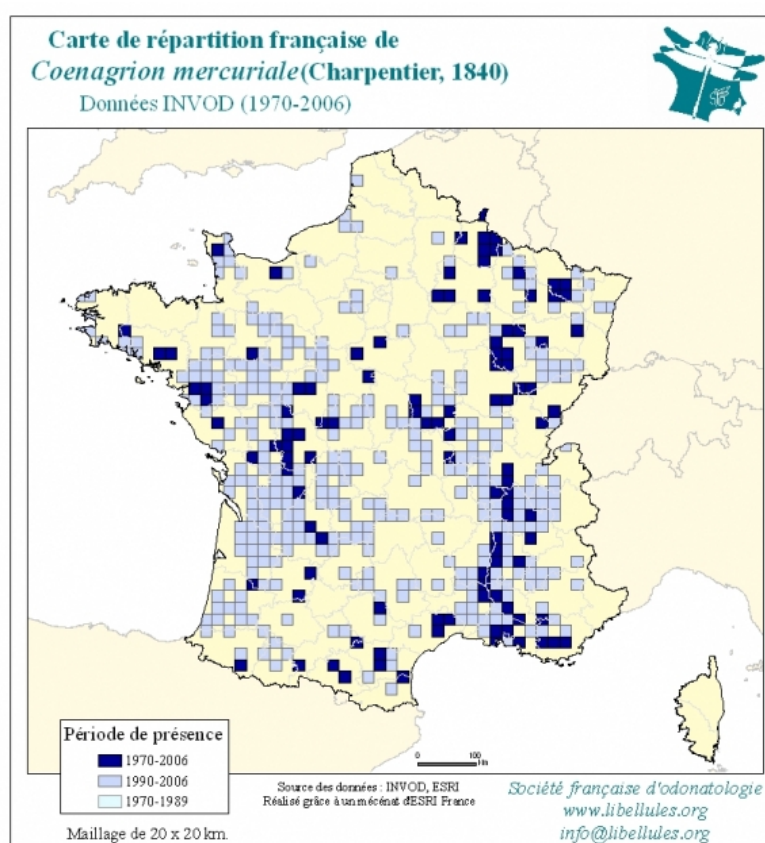 Carte de répartition française de
Coenagrion mercuriale(Charpentier, 1840)
Données INVOD (1970-2006)
Période de présence
1970-2006
1990-2006
1970-1989
Maillage de 20 x 20 km.
0 100
Km
Source des données : INVOD, ESRI
Réalisé grâce à un mécénat d'ESRI France
Société française d'odonatologie
www.libellules.org
info@libellules.org